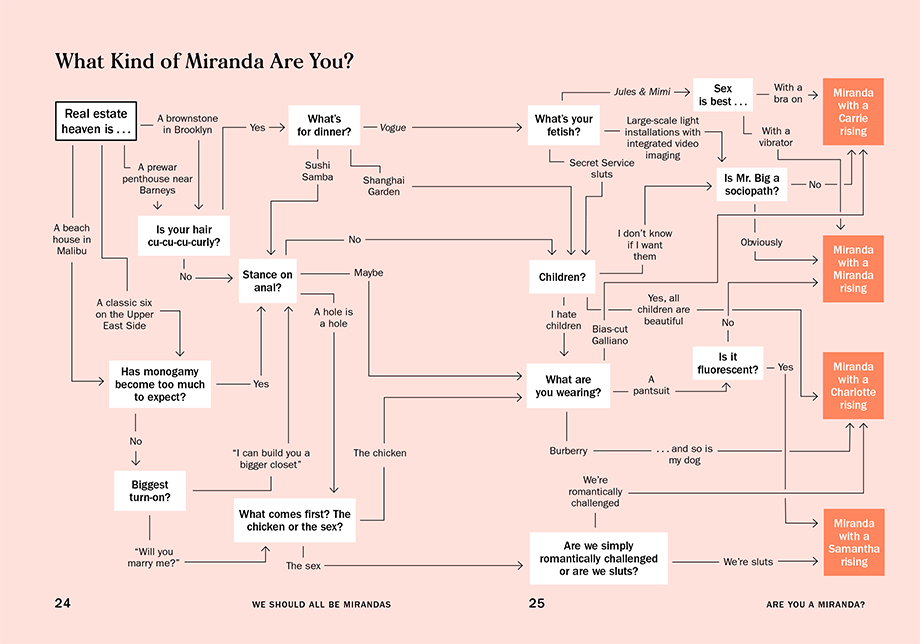 What Kind of Miranda Are You?
Real estate
heaven is . . .
A brownstone
in Brooklyn
A prewar
penthouse near
Barneys
A beach
house in
Malibu
A classic six
on the Upper
East Side
Is your hair
cu-cu-cu-curly?
Yes
No
What's
for dinner?
Vogue
Sushi
Samba
Shanghai
Garden
Stance on
anal?
No
Maybe
A hole is
a hole
Has monogamy
become too much
to expect?
Yes
No
Biggest
turn-on?
"I can build you a
bigger closet"
"Will you
marry me?"
What comes first? The
chicken or the sex?
The chicken
The sex
What's your
fetish?
Jules & Mimi
Large-scale light
installations with
integrated video
imaging
Secret Service
sluts
Sex
is best . . .
With a
bra on
With a
vibrator
Is Mr. Big a
sociopath?
No
Obviously
Children?
I don't know
if I want
them
I hate
children
Yes, all
children are
beautiful
Bias-cut
Galliano
What are
you wearing?
A
pantsuit
Is it
fluorescent?
No
Yes
Burberry
. . . and so is
my dog
We're
romantically
challenged
Are we simply
romantically challenged
or are we sluts?
We're sluts
Miranda
with a
Carrie
rising
Miranda
with a
Miranda
rising
Miranda
with a
Charlotte
rising
Miranda
with a
Samantha
rising
24
WE SHOULD ALL BE MIRANDAS
25
ARE YOU A MIRANDA?